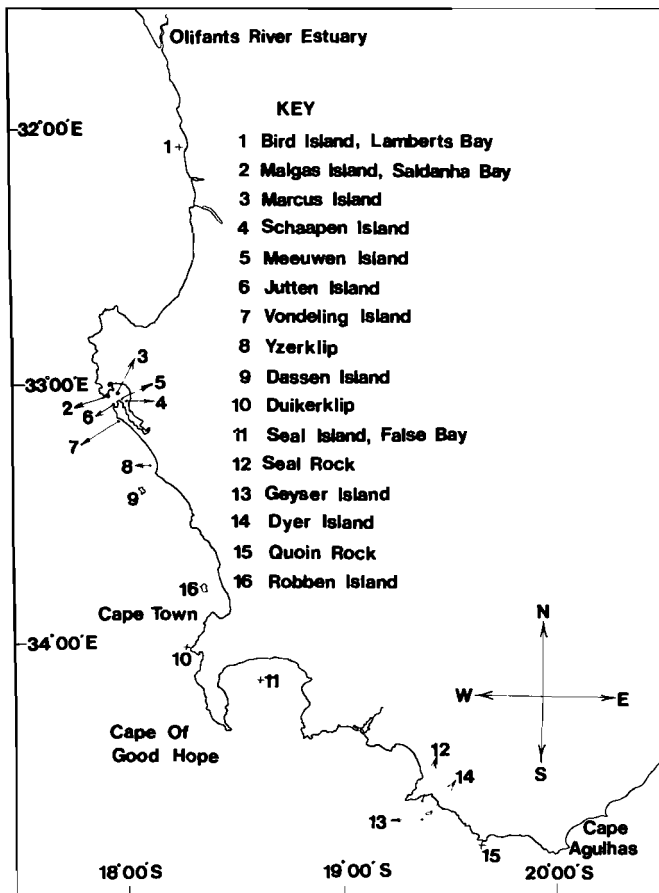 Olifants River Estuary
32°00'E
KEY
1 Bird Island, Lamberts Bay
2 Malgas Island, Saldanha Bay
3 Marcus Island
4 Schaapen Island
5 Meeuwen Island
6 Jutten Island
7 Vondeling Island
8 Yzerklip
9 Dassen Island
10 Duikerklip
11 Seal Island, False Bay
12 Seal Rock
13 Geyser Island
14 Dyer Island
15 Quoin Rock
16 Robben Island
1
3
33°00'E
5
2
6
4
7
8
9
16
Cape Town
34°00'E
10
11
N
W
E
S
Cape Of
Good Hope
12
14
13
15
Cape
Agulhas
18°00'S
19°00'S
20°00'S